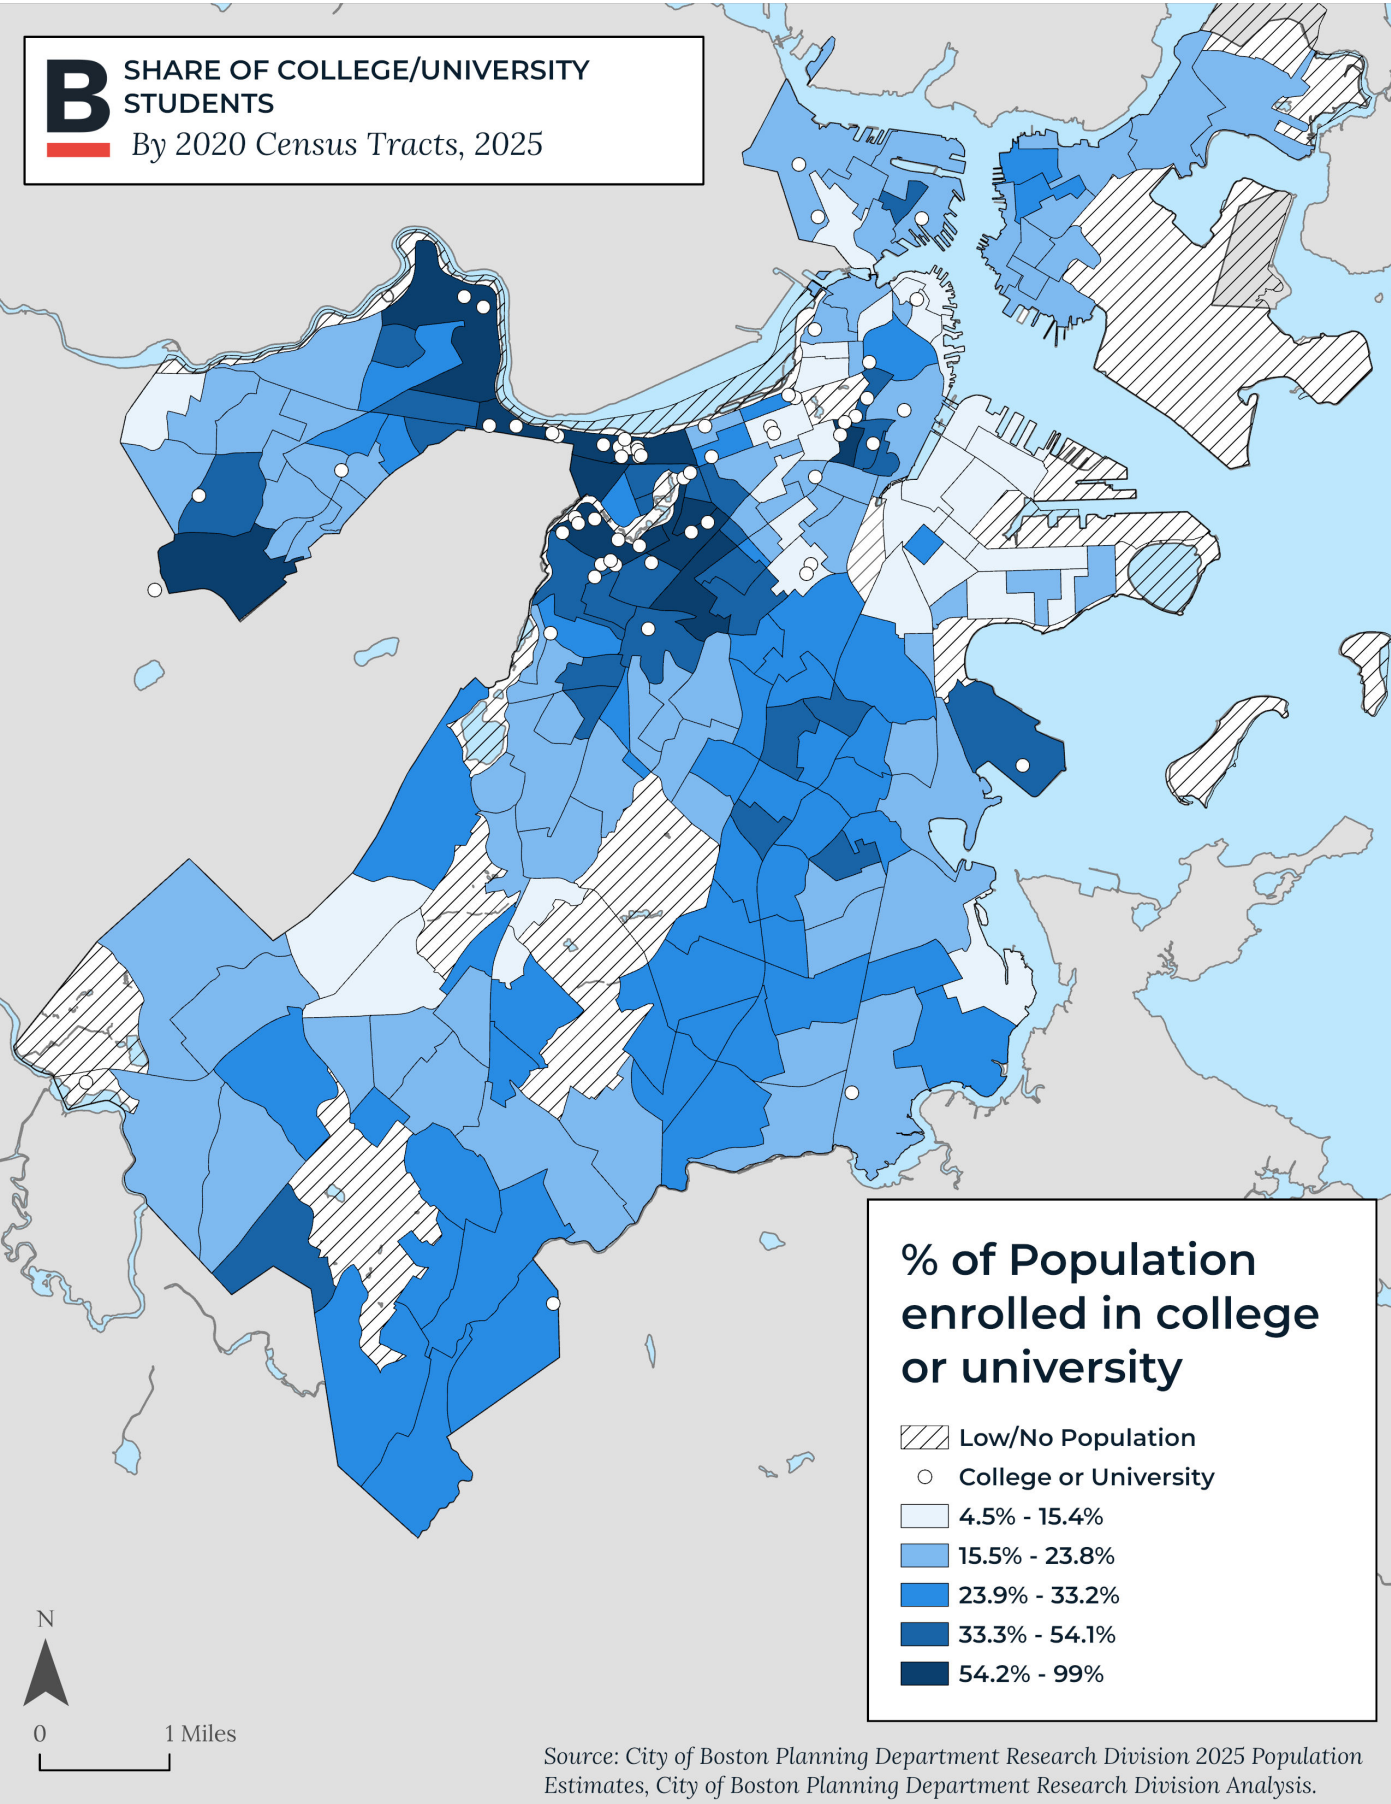 B
SHARE OF COLLEGE/UNIVERSITY
STUDENTS
By 2020 Census Tracts, 2025
% of Population
enrolled in college
or university
Low/No Population
College or University
4.5% - 15.4%
15.5% - 23.8%
23.9% - 33.2%
33.3% - 54.1%
54.2% - 99%
N
0 1 Miles
Source: City of Boston Planning Department Research Division 2025 Population
Estimates, City of Boston Planning Department Research Division Analysis.